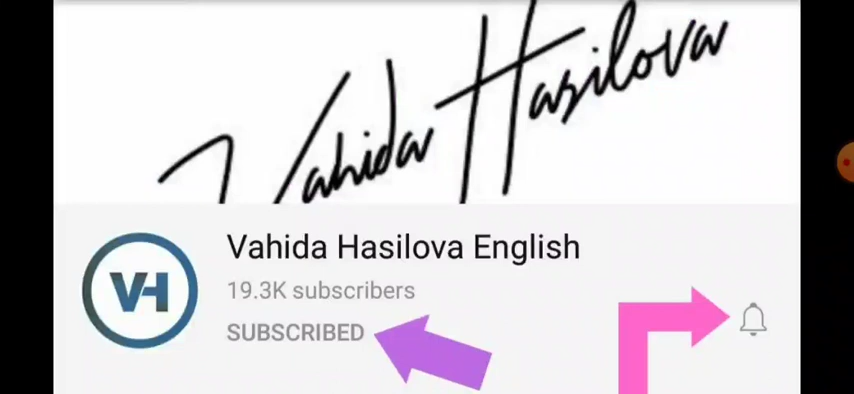 Vahida Hasilova
VH
Vahida Hasilova English
19.3K subscribers
SUBSCRIBED